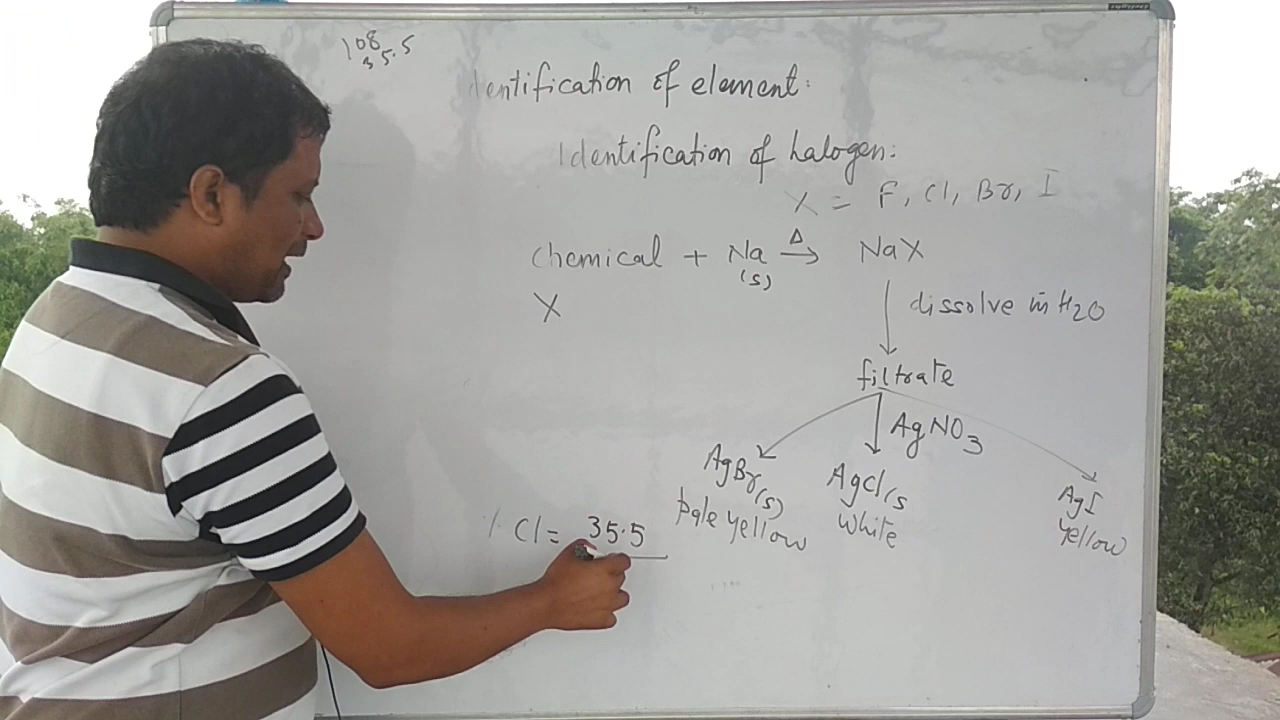 108
35.5
dentification of element:
Identification of halogen:
X = F, Cl, Br, I
Chemical + Na Δ→ NaX
(s)
X
dissolve in H2O
filtrate
AgNO3
AgBr(s)
pale yellow
AgCl(s
white
AgI
yellow
% Cl = 35.5